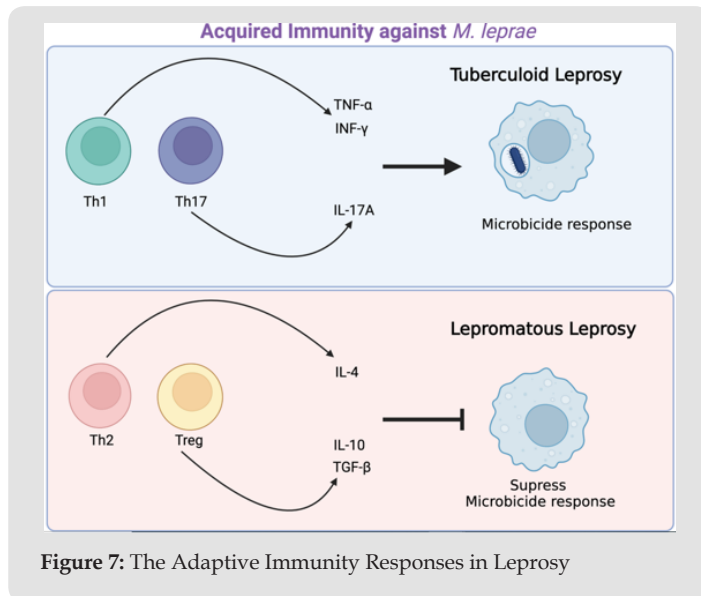 Acquired Immunity against M. leprae
Tuberculoid Leprosy
TNF-α
INF-γ
Th1
Th17
IL-17A
Microbicide response
Lepromatous Leprosy
IL-4
Th2
Treg
IL-10
TGF-β
Supress
Microbicide response
Figure 7: The Adaptive Immunity Responses in Leprosy